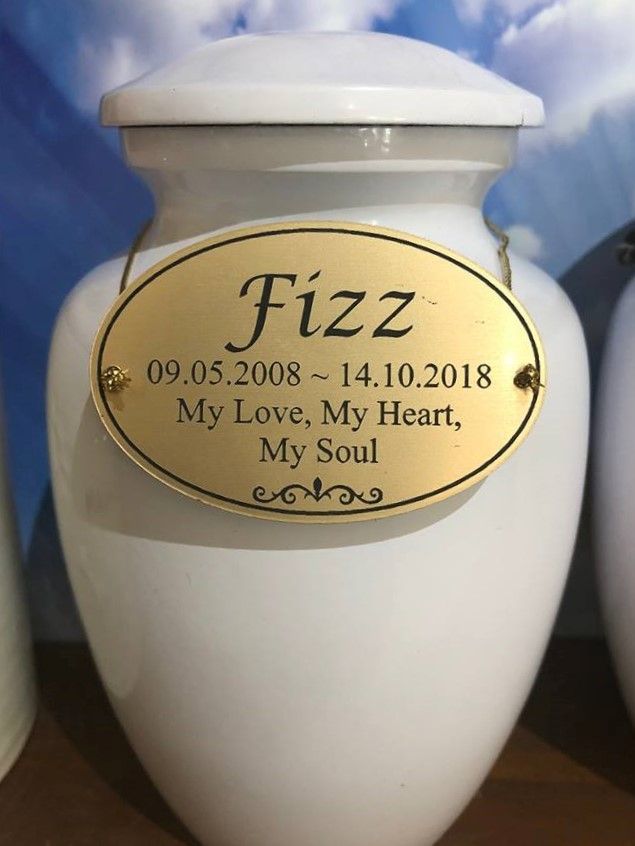 Fizz
09.05.2008 ~ 14.10.2018
My Love, My Heart,
My Soul